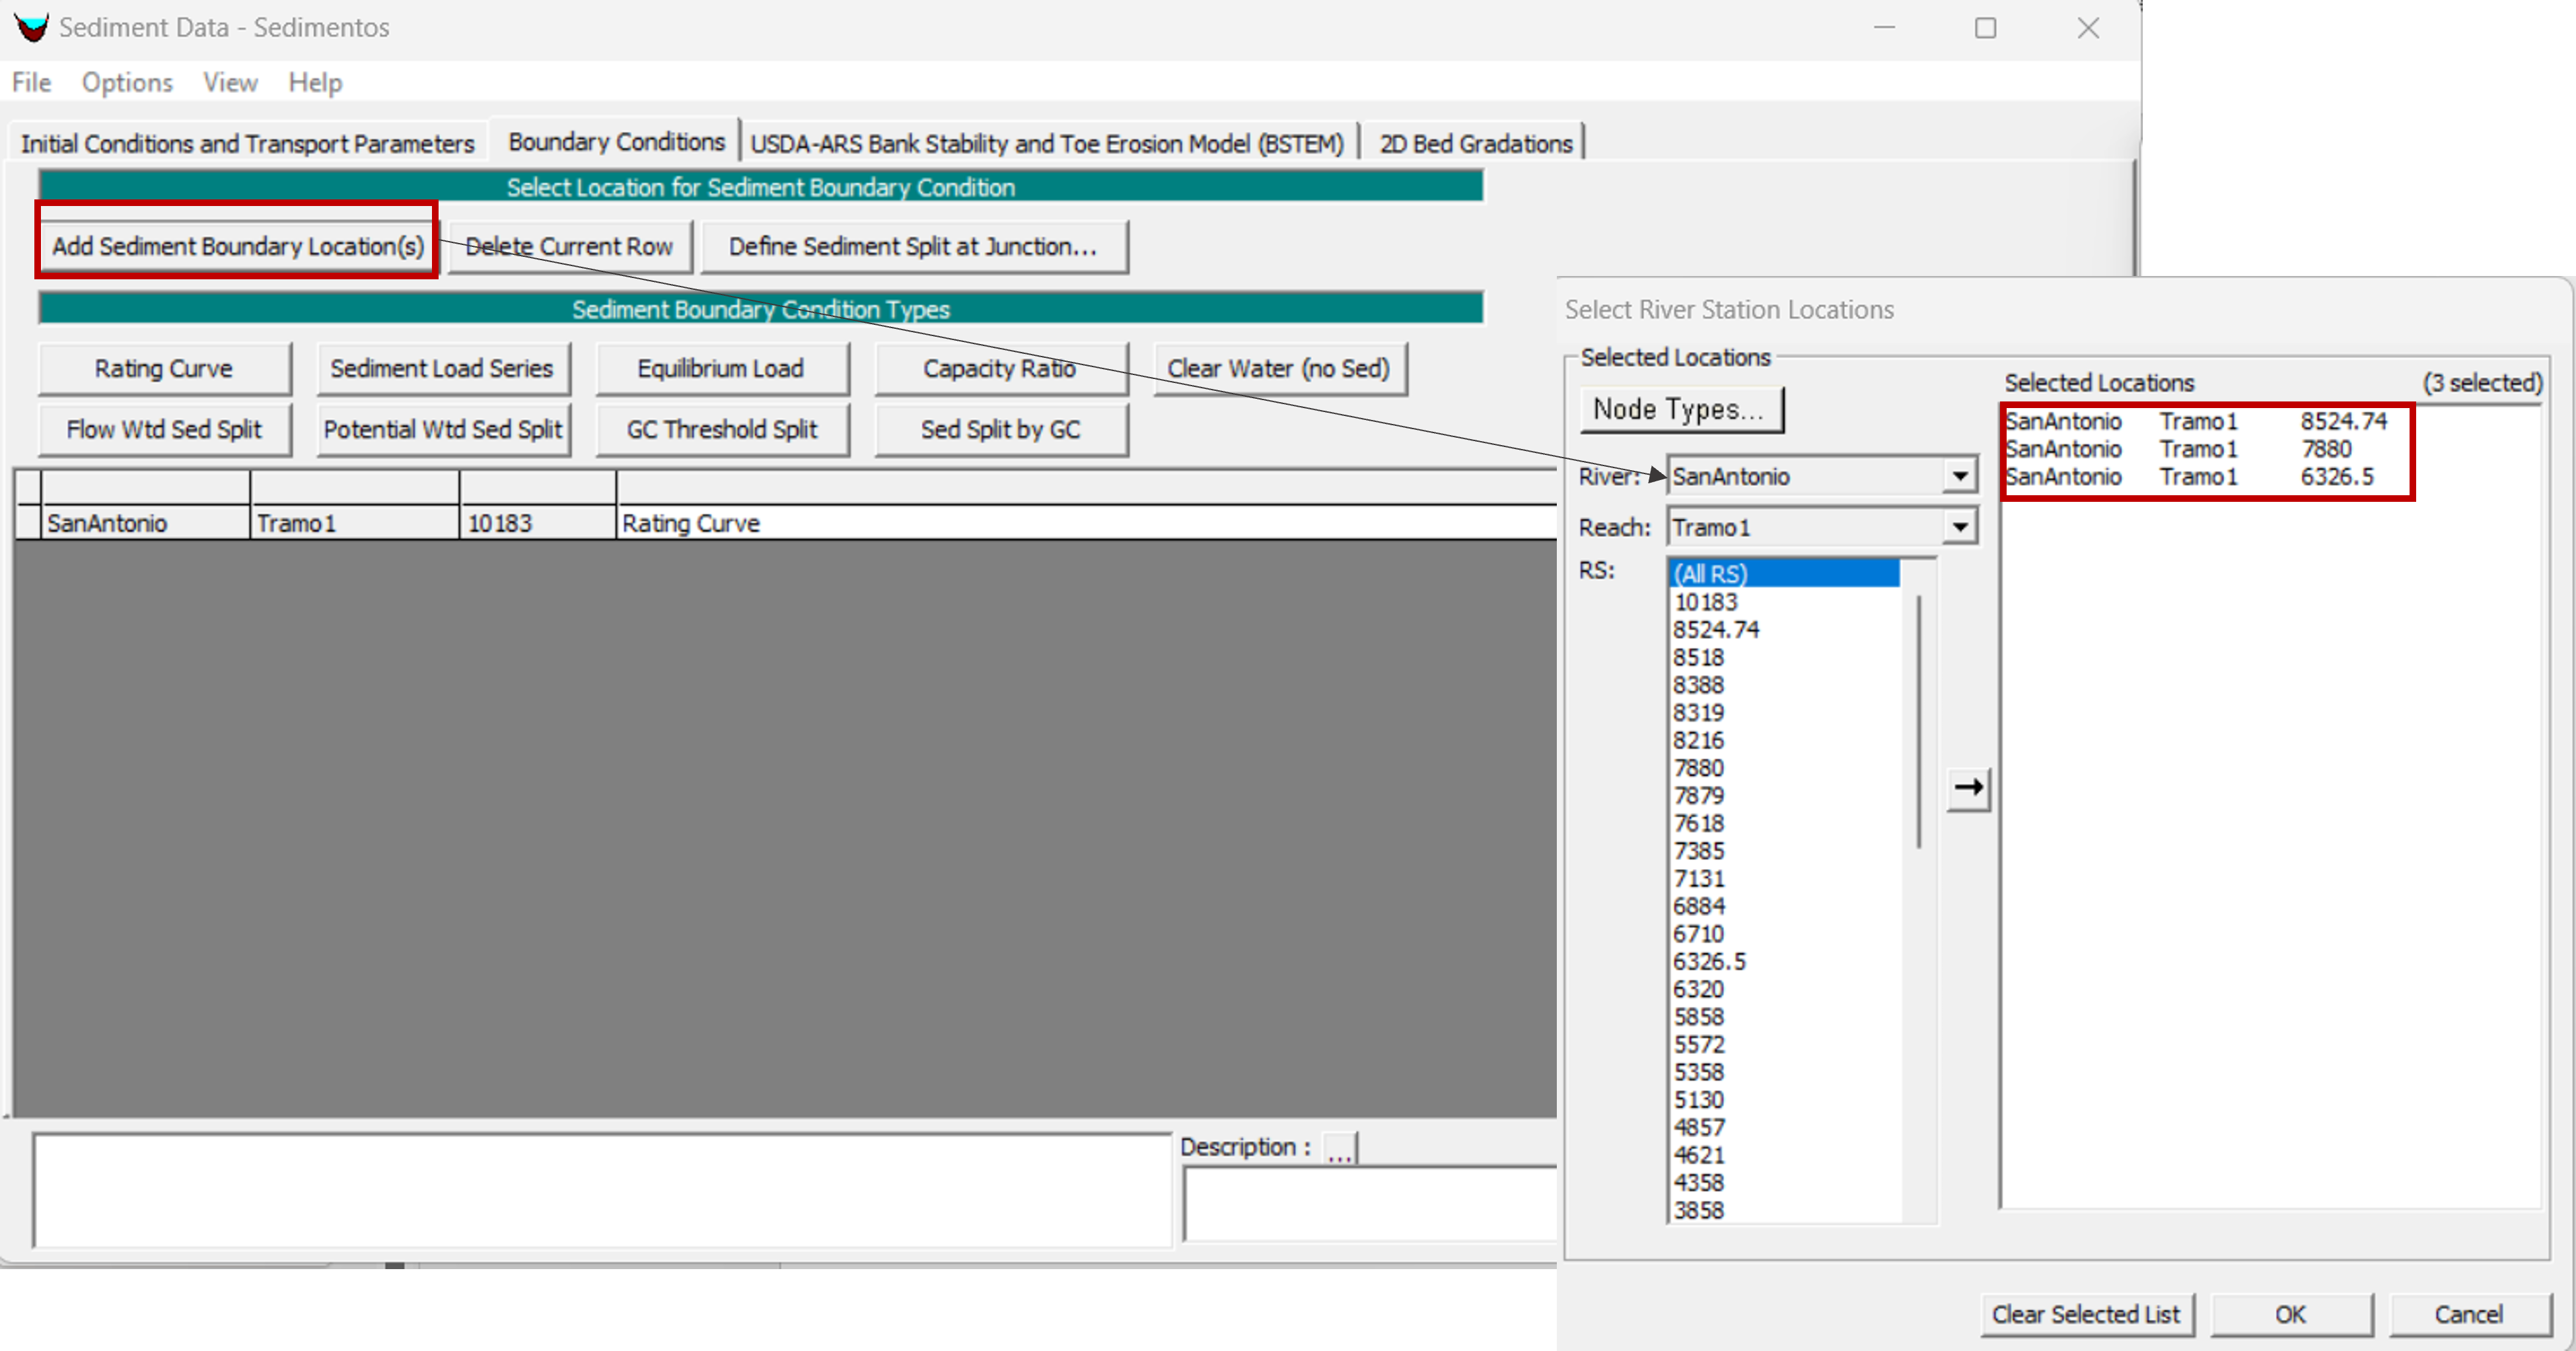 Sediment Data - Sedimentos
File Options View Help
Initial Conditions and Transport Parameters Boundary Conditions USDA-ARS Bank Stability and Toe Erosion Model (BSTEM) 2D Bed Gradations
Select Location for Sediment Boundary Condition
Add Sediment Boundary Location(s) Delete Current Row Define Sediment Split at Junction...
Sediment Boundary Condition Types
Rating Curve Sediment Load Series Equilibrium Load Capacity Ratio Clear Water (no Sed)
Flow Wtd Sed Split Potential Wtd Sed Split GC Threshold Split Sed Split by GC
SanAntonio Tramo1 10183 Rating Curve
Description : ...
Select River Station Locations
Selected Locations
Node Types...
River: SanAntonio
Reach: Tramo1
RS: (All RS)
10183
8524.74
8518
8388
8319
8216
7880
7879
7618
7385
7131
6884
6710
6326.5
6320
5858
5572
5358
5130
4857
4621
4358
3858
Selected Locations (3 selected)
SanAntonio Tramo1 8524.74
SanAntonio Tramo1 7880
SanAntonio Tramo1 6326.5
Clear Selected List OK Cancel